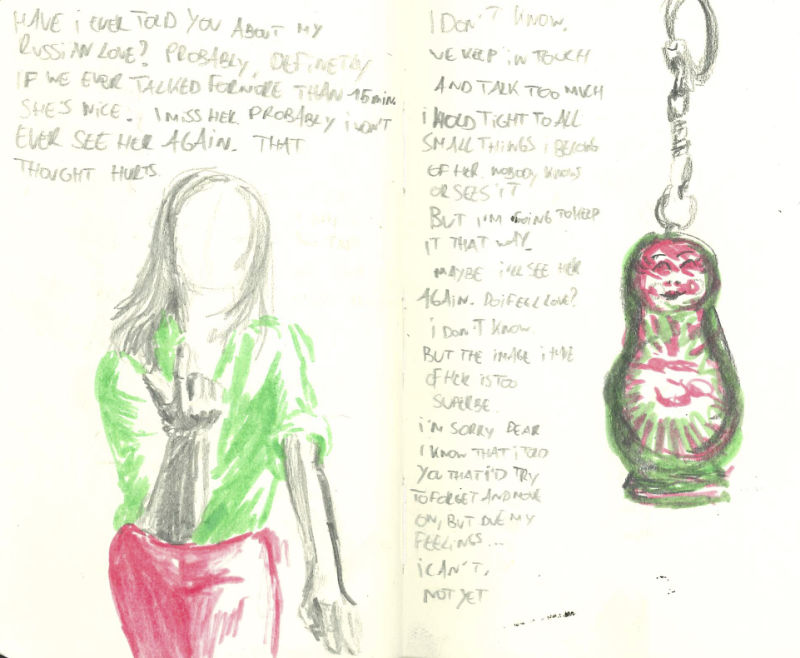 HAVE i EVER TOLD YOU ABOUT MY
RUSSIAN LOVE? PROBABLY, DEFINETLY
IF WE EVER TALKED FOR MORE THAN 15 min
SHE'S NICE. I MISS HER PROBABLY i WON'T
EVER SEE HER AGAIN. THAT
THOUGHT HURTS.
I DON'T KNOW.
WE KEEP IN TOUCH
AND TALK TOO MUCH
i HOLD TIGHT TO ALL
SMALL THINGS i BELONG
OF HER. NOBODY KNOWS
OR SEES iT
BUT i'M GOING TO KEEP
IT THAT WAY.
MAYBE i'LL SEE HER
AGAIN. DO i FEEL LOVE?
i DON'T KNOW.
BUT THE IMAGE i HAVE
OF HER IS TOO
SUPERBE.
i'M SORRY DEAR
I KNOW THAT i TOLD
YOU THAT i'D TRY
TO FORGET AND MOVE
ON, BUT MY
FEELINGS...
i CAN'T,
NOT YET